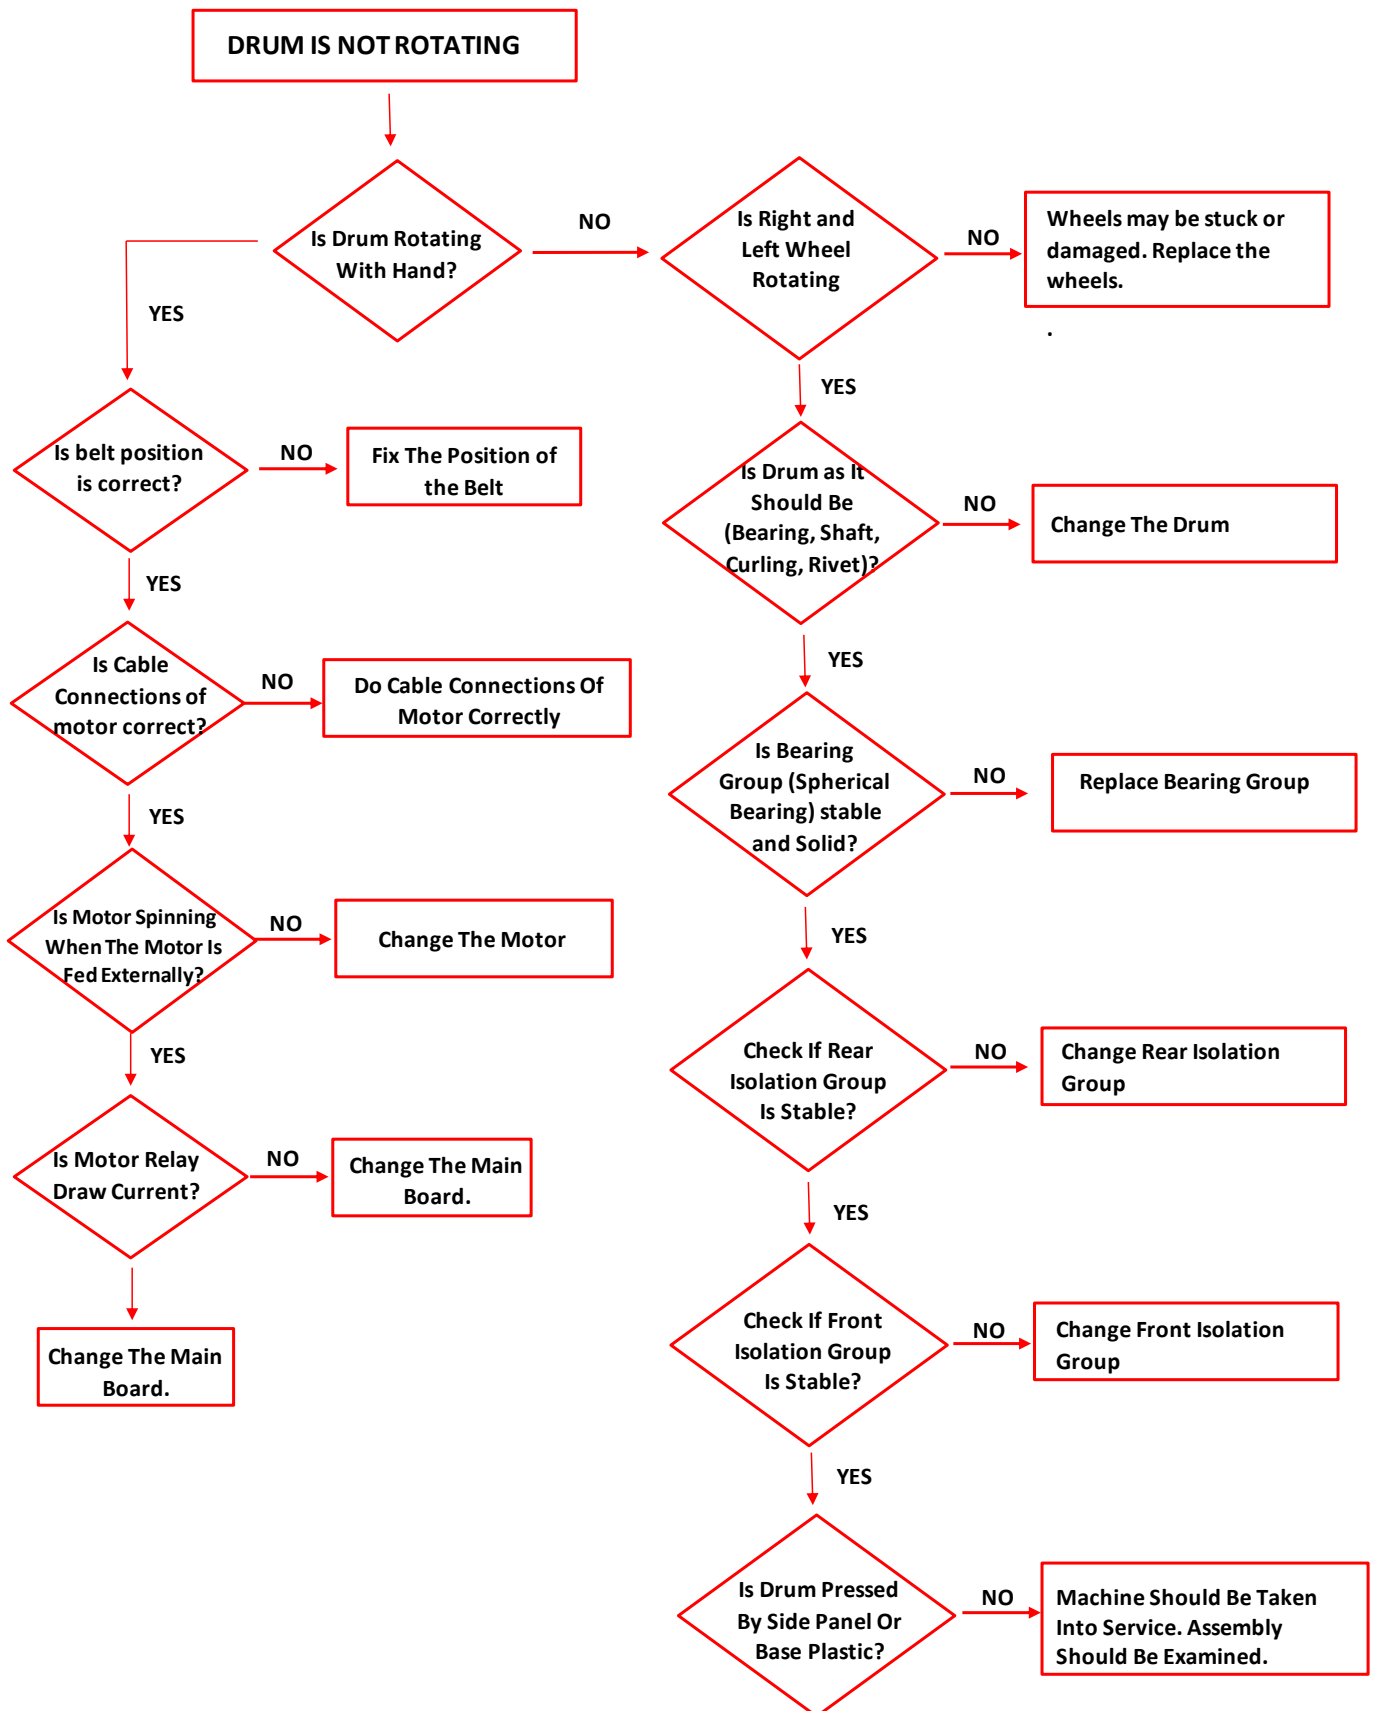 DRUM IS NOT ROTATING
Is Drum Rotating
With Hand?
NO
YES
Is Right and
Left Wheel
Rotating
NO
Wheels may be stuck or
damaged. Replace the
wheels.
.
YES
Is belt position
is correct?
NO
Fix The Position of
the Belt
YES
Is Drum as It
Should Be
(Bearing, Shaft,
Curling, Rivet)?
NO
Change The Drum
YES
Is Cable
Connections of
motor correct?
NO
Do Cable Connections Of
Motor Correctly
YES
Is Bearing
Group (Spherical
Bearing) stable
and Solid?
NO
Replace Bearing Group
YES
Is Motor Spinning
When The Motor Is
Fed Externally?
NO
Change The Motor
YES
Check If Rear
Isolation Group
Is Stable?
NO
Change Rear Isolation
Group
YES
Is Motor Relay
Draw Current?
NO
Change The Main
Board.
Change The Main
Board.
Check If Front
Isolation Group
Is Stable?
NO
Change Front Isolation
Group
YES
Is Drum Pressed
By Side Panel Or
Base Plastic?
NO
Machine Should Be Taken
Into Service. Assembly
Should Be Examined.